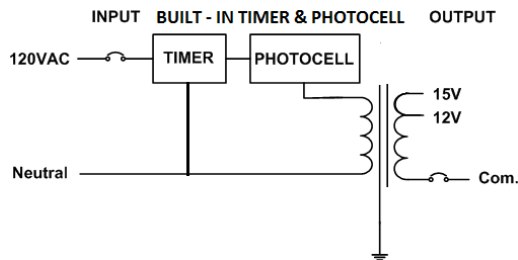 INPUT BUILT - IN TIMER & PHOTOCELL OUTPUT
120VAC TIMER PHOTOCELL
15V
12V
Neutral Com.